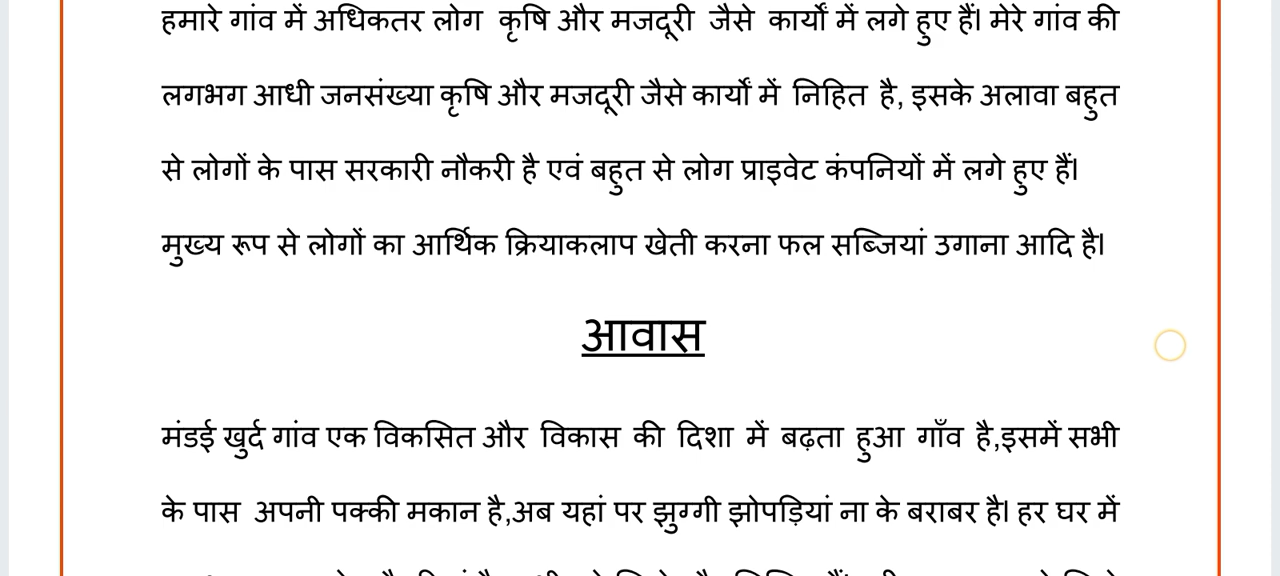 हमारे गांव में अधिकतर लोग कृषि और मजदूरी जैसे कार्यों में लगे हुए हैं। मेरे गांव की
लगभग आधी जनसंख्या कृषि और मजदूरी जैसे कार्यों में निहित है, इसके अलावा बहुत
से लोगों के पास सरकारी नौकरी है एवं बहुत से लोग प्राइवेट कंपनियों में लगे हुए हैं।
मुख्य रूप से लोगों का आर्थिक क्रियाकलाप खेती करना फल सब्जियां उगाना आदि है।
आवास
मंडई खुर्द गांव एक विकसित और विकास की दिशा में बढ़ता हुआ गाँव है,इसमें सभी
के पास अपनी पक्की मकान है,अब यहां पर झुग्गी झोपड़ियां ना के बराबर है। हर घर में